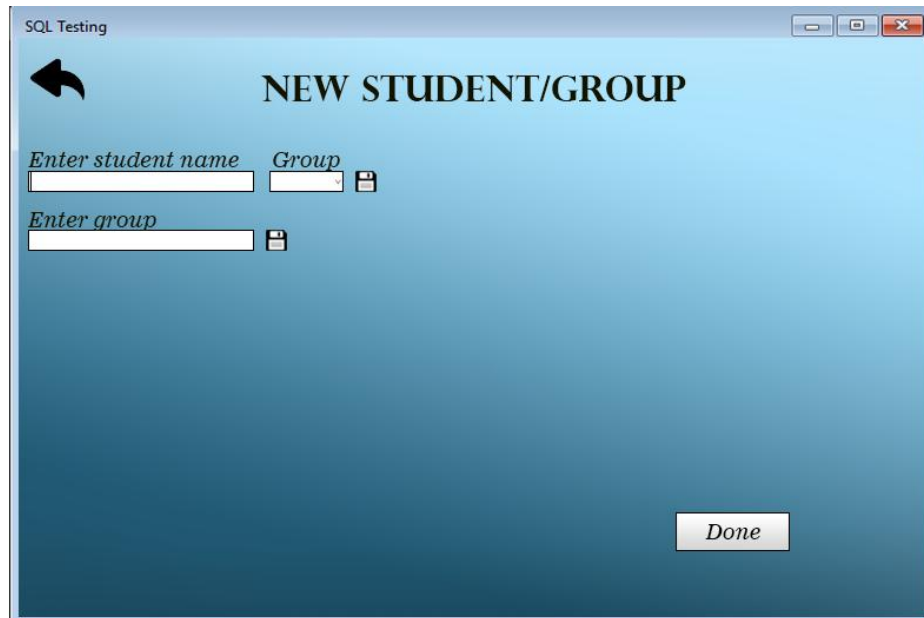 SQL Testing
NEW STUDENT/GROUP
Enter student name Group
Enter group
Done